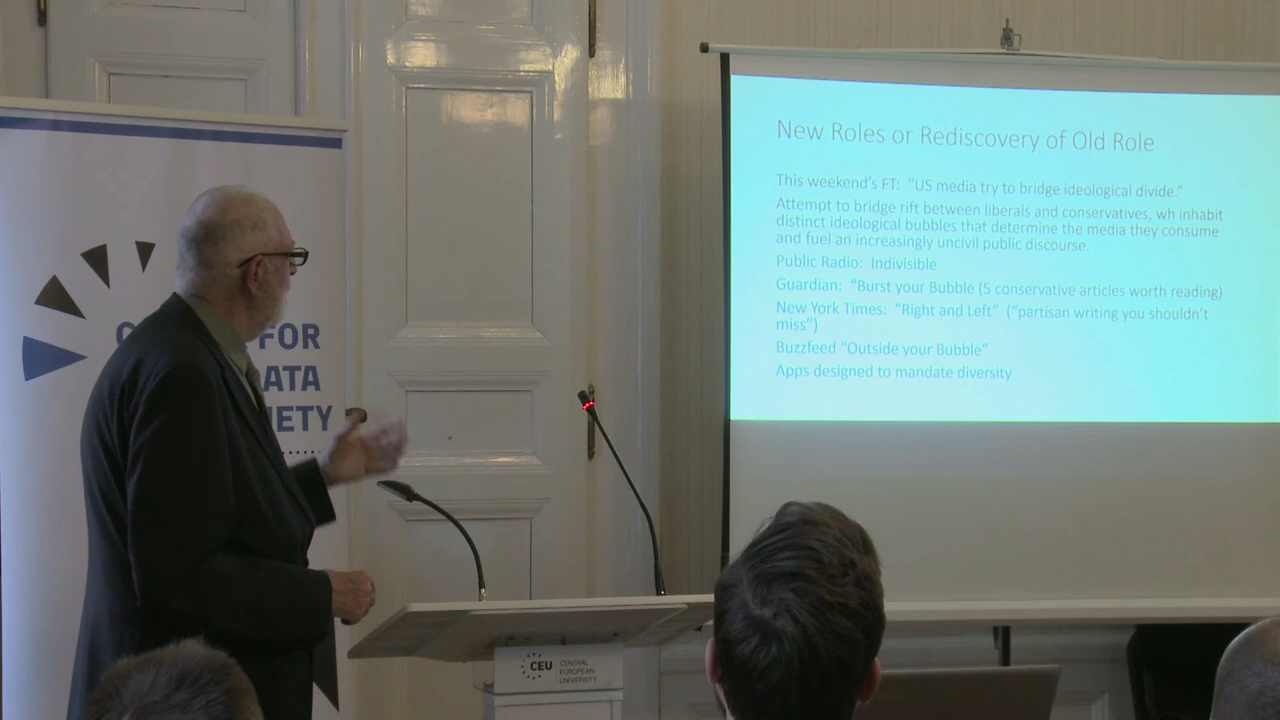 FOR
ATA
IETY
New Roles or Rediscovery of Old Role
This weekend's FT: "US media try to bridge ideological divide."
Attempt to bridge rift between liberals and conservatives, wh inhabit
distinct ideological bubbles that determine the media they consume
and fuel an increasingly uncivil public discourse.
Public Radio: Indivisible
Guardian: "Burst your Bubble (5 conservative articles worth reading)
New York Times: "Right and Left" ("partisan writing you shouldn't
miss")
Buzzfeed "Outside your Bubble"
Apps designed to mandate diversity
CEU
CENTRAL
EUROPEAN
UNIVERSITY